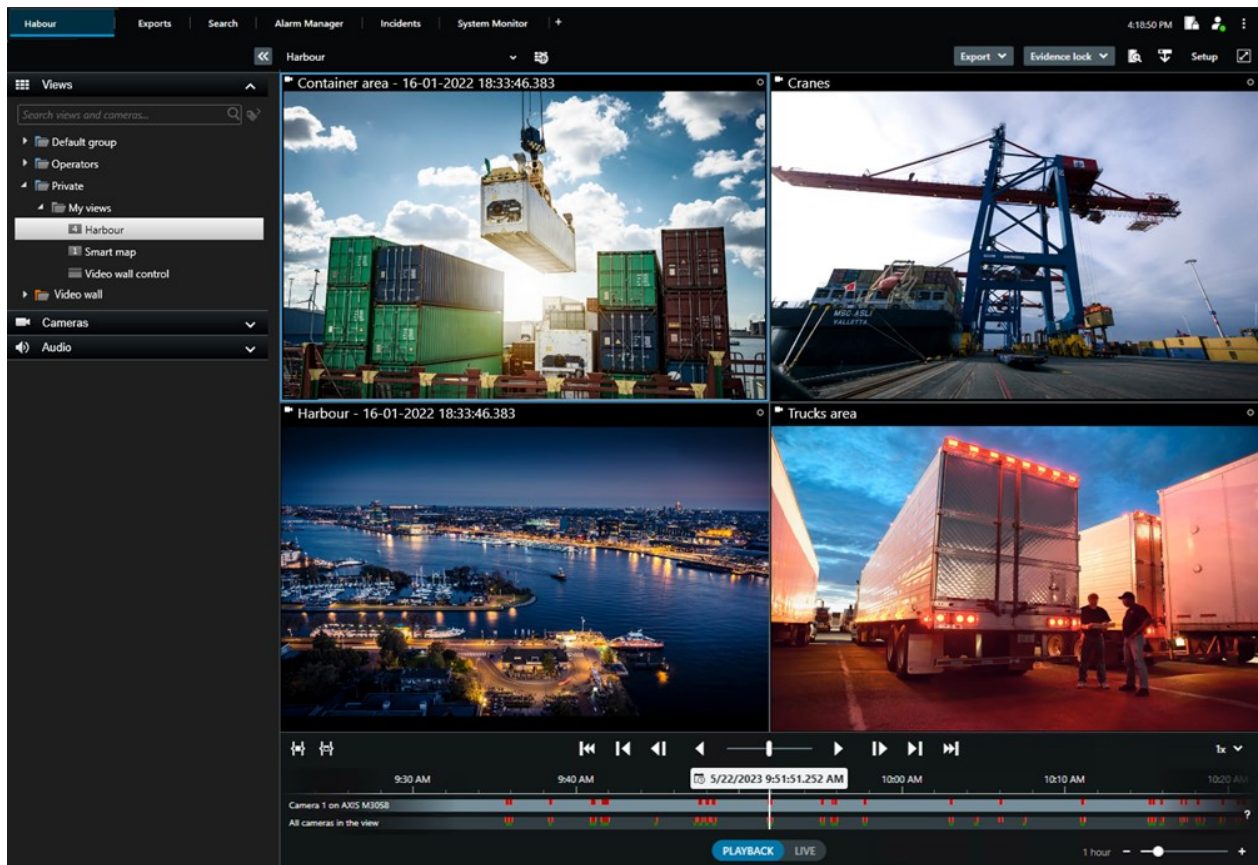 Habour Exports Search Alarm Manager Incidents System Monitor + 4:18:50 PM
Harbour Export Evidence lock Setup
Views
Search views and cameras...
Default group
Operators
Private
My views
4 Harbour
1 Smart map
Video wall control
Video wall
Cameras
Audio
Container area - 16-01-2022 18:33:46.383
Cranes
MSC ASLI
VALLETTA
Harbour - 16-01-2022 18:33:46.383
Trucks area
1x
9:30 AM 9:40 AM 5/22/2023 9:51:51.252 AM 10:00 AM 10:10 AM 10:20 AM
Camera 1 on AXIS M3058
All cameras in the view
?
PLAYBACK LIVE
1 hour - +